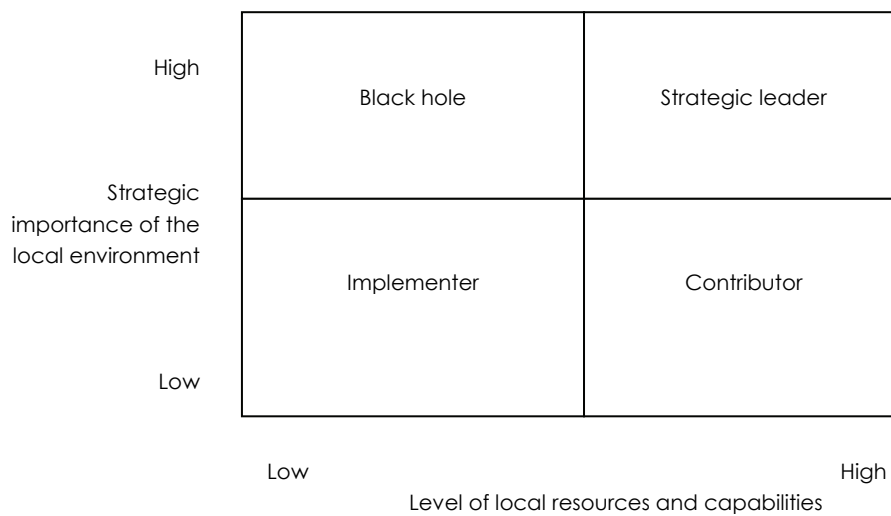 High
Black hole
Strategic leader
Strategic
importance of the
local environment
Implementer
Contributor
Low
Low
High
Level of local resources and capabilities